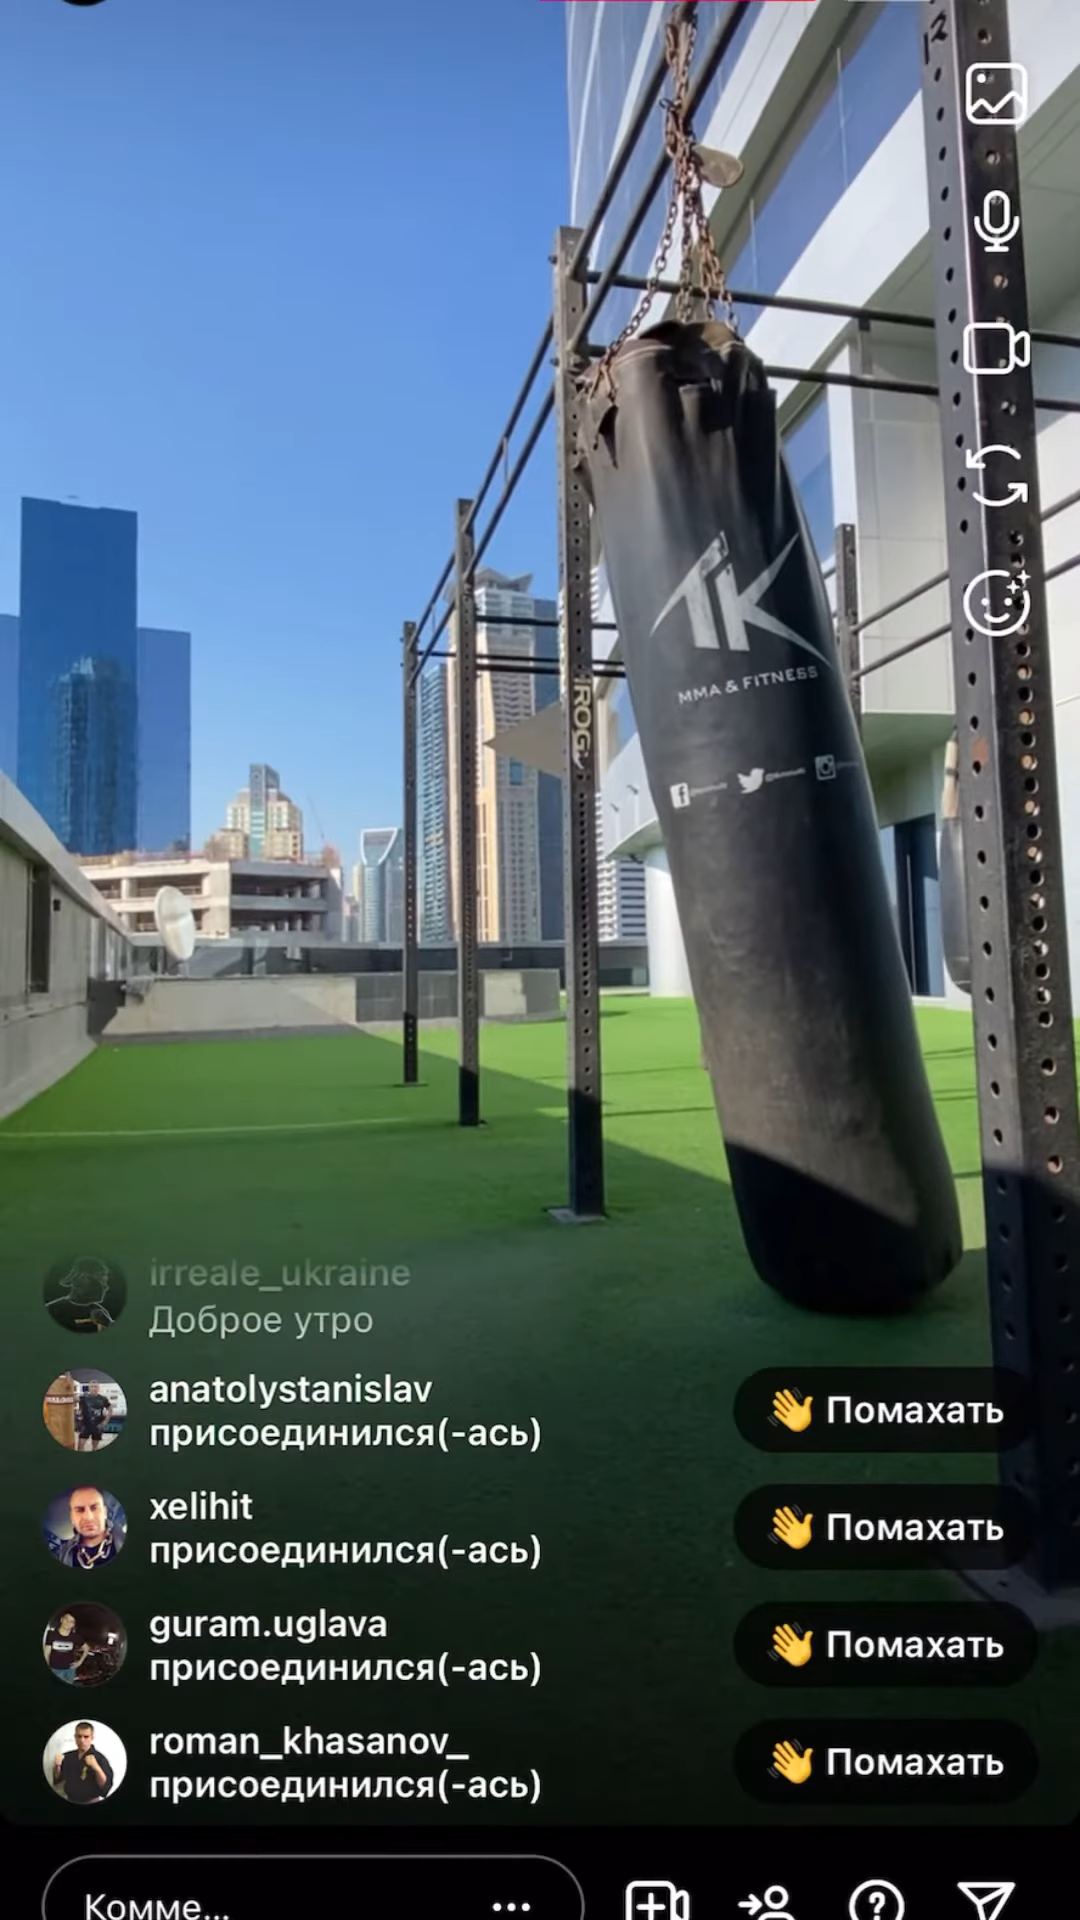 TK
MMA & FITNESS
ROG
irreale_ukraine
Доброе утро
anatolystanislav
присоединился(-ась)
Помахать
xelihit
присоединился(-ась)
Помахать
guram.uglava
присоединился(-ась)
Помахать
roman_khasanov_
присоединился(-ась)
Помахать
Комме...